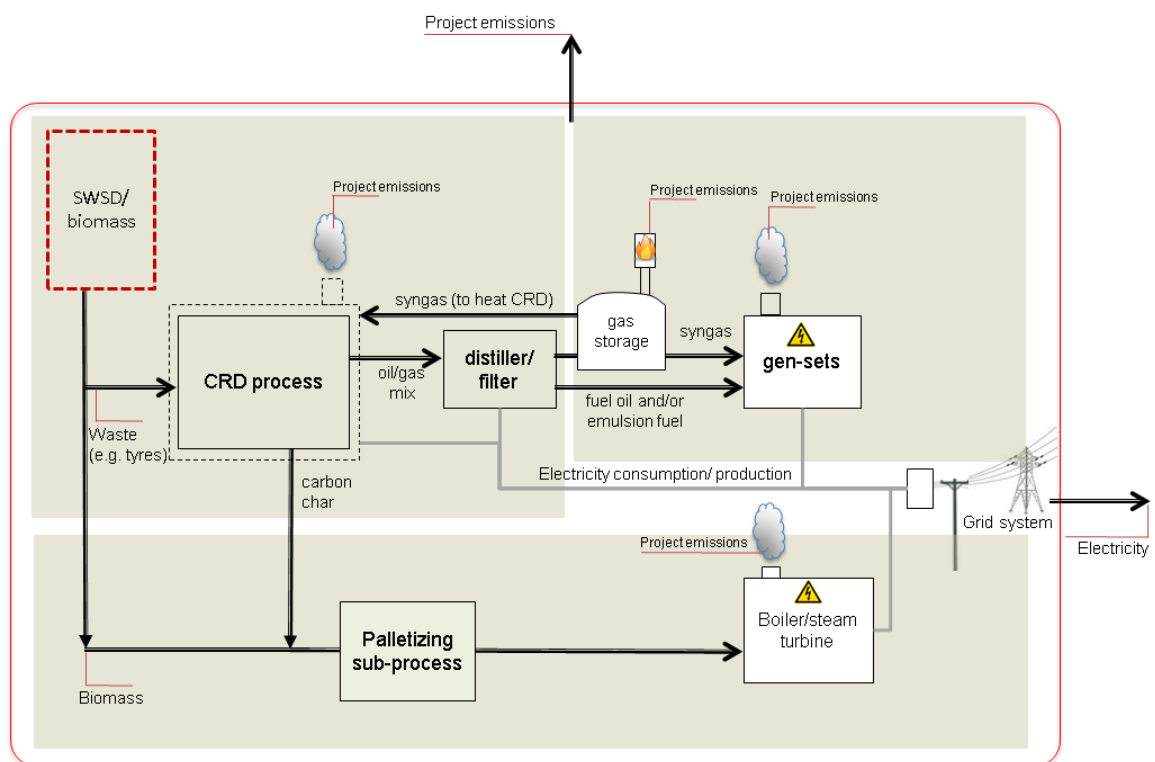 Project emissions
SWSD/
biomass
Project emissions
Project emissions
Project emissions
syngas (to heat CRD)
gas
storage
syngas
gen-sets
CRD process
oil/gas
mix
distiller/
filter
fuel oil and/or
emulsion fuel
Waste
(e.g. tyres)
carbon
char
Electricity consumption/ production
Grid system
Electricity
Project emissions
Boiler/steam
turbine
Palletizing
sub-process
Biomass